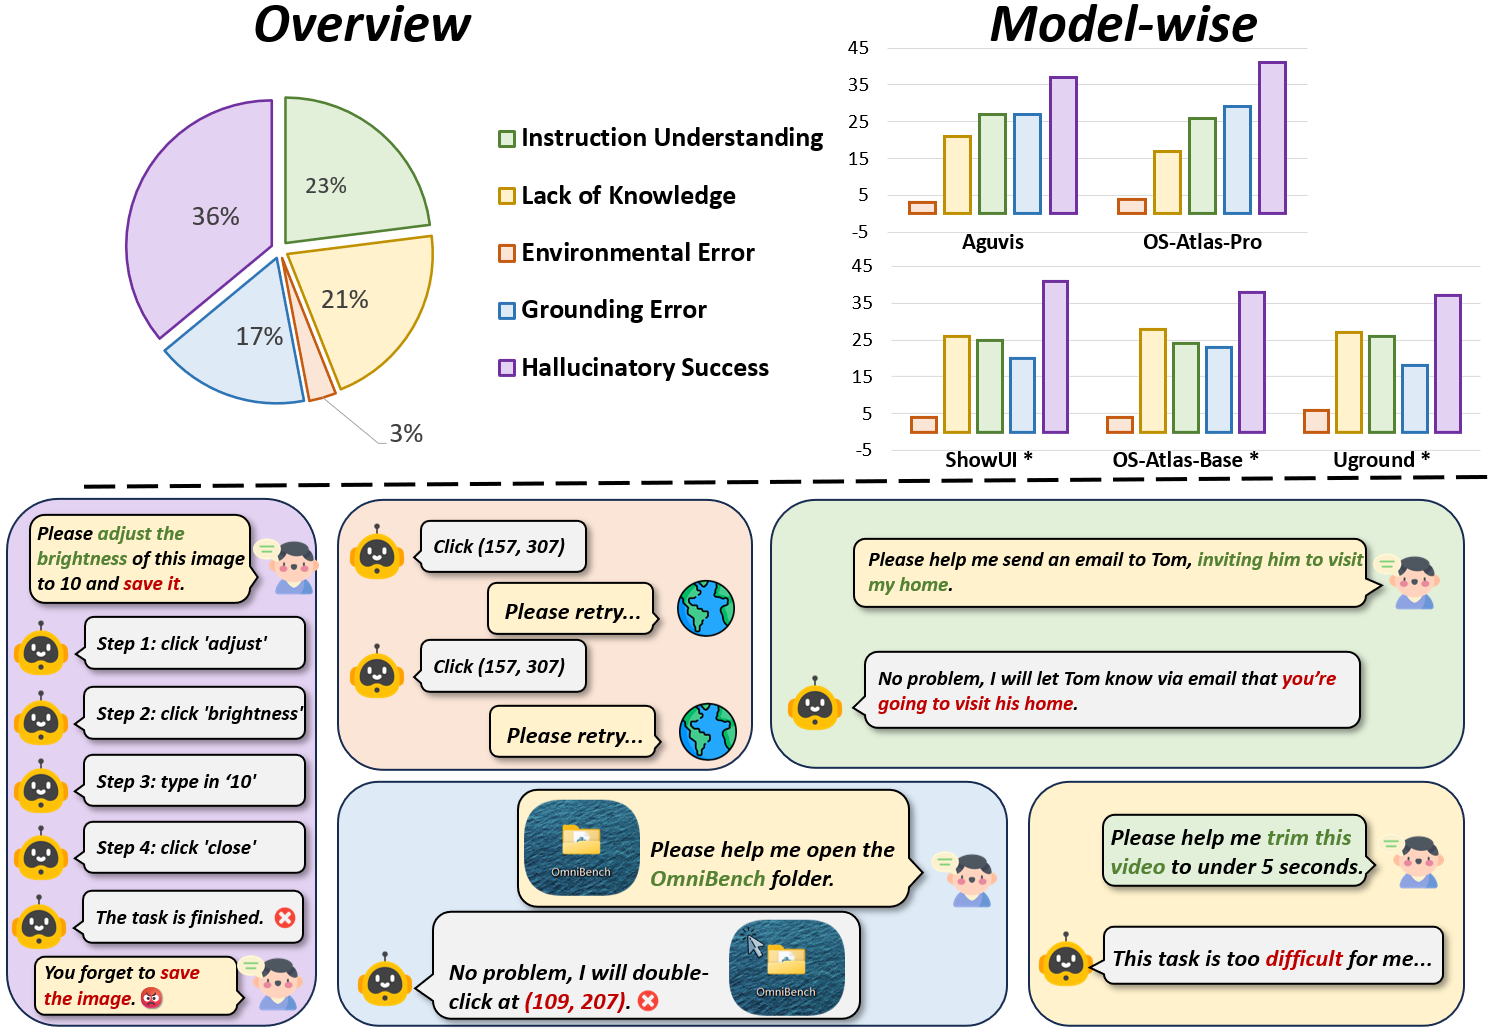 Overview
23%
21%
3%
17%
36%
Instruction Understanding
Lack of Knowledge
Environmental Error
Grounding Error
Hallucinatory Success
Model-wise
45
35
25
15
5
-5
Aguvis
OS-Atlas-Pro
45
35
25
15
5
-5
ShowUI *
OS-Atlas-Base *
Uground *
Please adjust the
brightness of this image
to 10 and save it.
Step 1: click 'adjust'
Step 2: click 'brightness'
Step 3: type in ‘10'
Step 4: click 'close'
The task is finished.
You forget to save
the image.
Click (157, 307)
Please retry...
Click (157, 307)
Please retry...
Please help me send an email to Tom, inviting him to visit
my home.
No problem, I will let Tom know via email that you’re
going to visit his home.
OmniBench
Please help me open the
OmniBench folder.
No problem, I will double-
click at (109, 207).
OmniBench
Please help me trim this
video to under 5 seconds.
This task is too difficult for me...